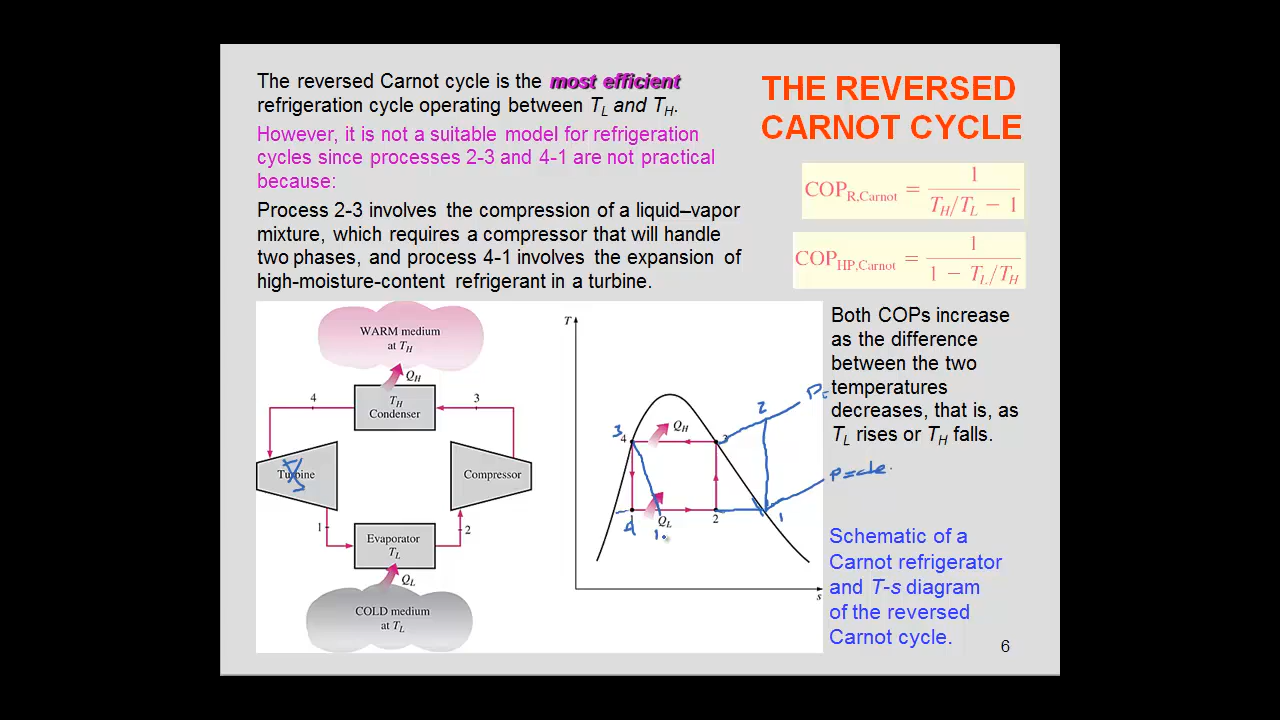 The reversed Carnot cycle is the most efficient
refrigeration cycle operating between TL and TH.
However, it is not a suitable model for refrigeration
cycles since processes 2-3 and 4-1 are not practical
because:
Process 2-3 involves the compression of a liquid–vapor
mixture, which requires a compressor that will handle
two phases, and process 4-1 involves the expansion of
high-moisture-content refrigerant in a turbine.
THE REVERSED
CARNOT CYCLE
COPR,Carnot = 1 / (TH/TL − 1)
COPHP,Carnot = 1 / (1 − TL/TH)
Both COPs increase
as the difference
between the two
temperatures
decreases, that is, as
TL rises or TH falls.
WARM medium
at TH
QH
4
TH
Condenser
3
Turbine
Compressor
1
Evaporator
TL
2
QL
COLD medium
at TL
T
P=
2
3
4
QH
3
P=cte.
4
QL
2
1
1
s
Schematic of a
Carnot refrigerator
and T-s diagram
of the reversed
Carnot cycle.
6